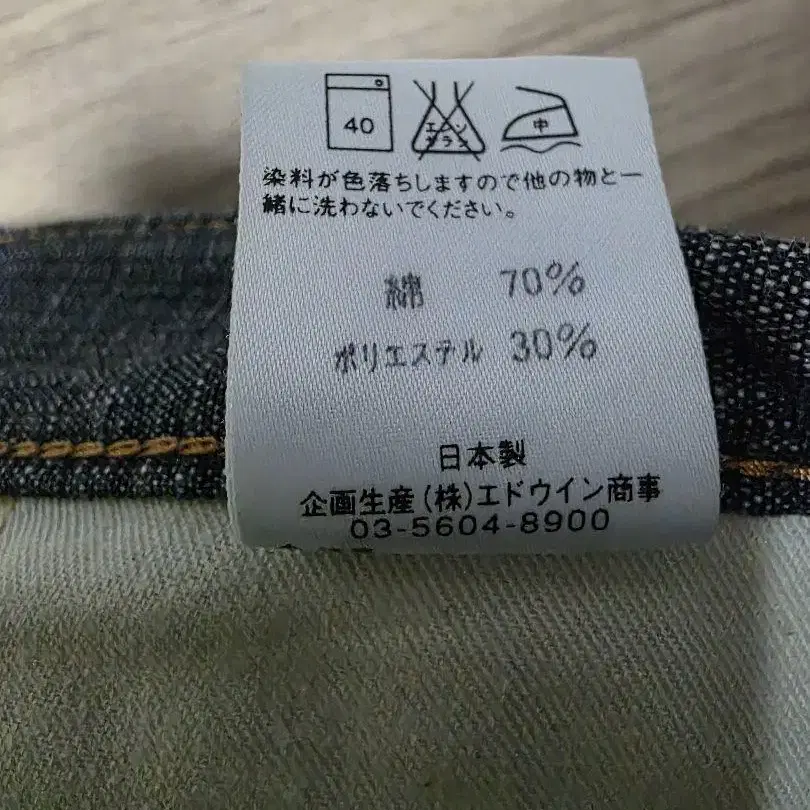 40
エンソ
サラシ
中
染料が色落ちしますので他の物と一
緒に洗わないでください。
綿 70%
ポリエステル 30%
日本製
企画生産(株)エドウイン商事
03-5604-8900